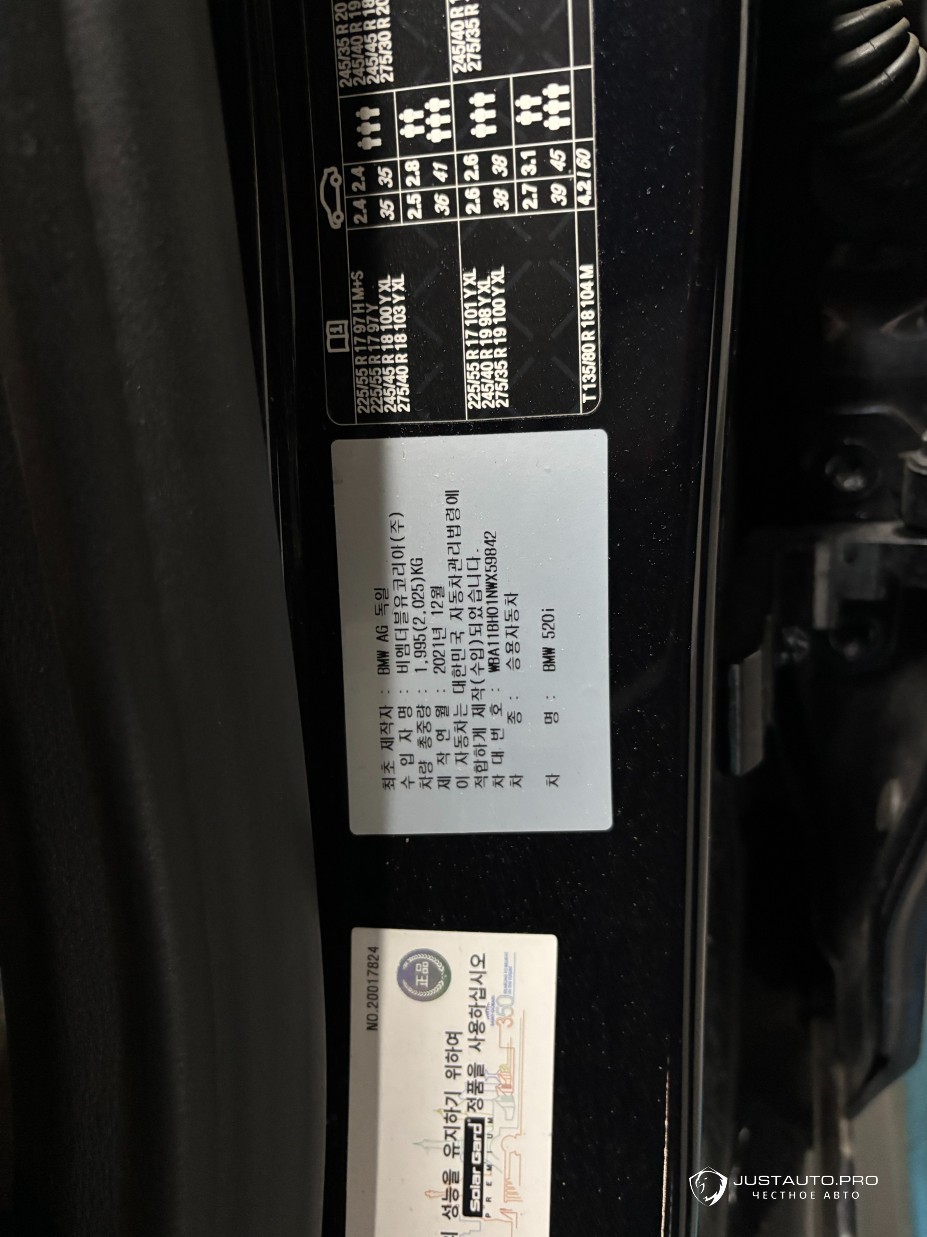 225/55 R 17 97 H M+S
225/55 R 17 97 Y
245/45 R 18 100 Y XL
275/40 R 18 103 Y XL
2.4 2.4
35 35
2.5 2.8
36 41
245/35 R 20
245/40 R 19
245/45 R 18
275/30 R 20
225/55 R 17 101 Y XL
245/40 R 19 98 Y XL
275/35 R 19 100 Y XL
2.6 2.6
38 38
2.7 3.1
39 45
245/40 R 1
275/35 R 1
T 135/80 R 18 104 M
4.2 / 60
최초 제작자 : BMW AG 독일
수 입 자 명 : 비엠더블유코리아(주)
차량 총중량 : 1,995(2,025)KG
제 작 연 월 : 2021년 12월
이 자동차는 대한민국 자동차관리법령에
적합하게 제작(수입)되었습니다.
차 대 번 호 : WBA11BH01NWX59842
차 종 : 승용자동차
차 명 : BMW 520i
NO.20017824
正品
성능을 유지하기 위하여
Solar Gard 정품을 사용하십시오
PREMIUM
360
JUSTAUTO.PRO
ЧЕСТНОЕ АВТО